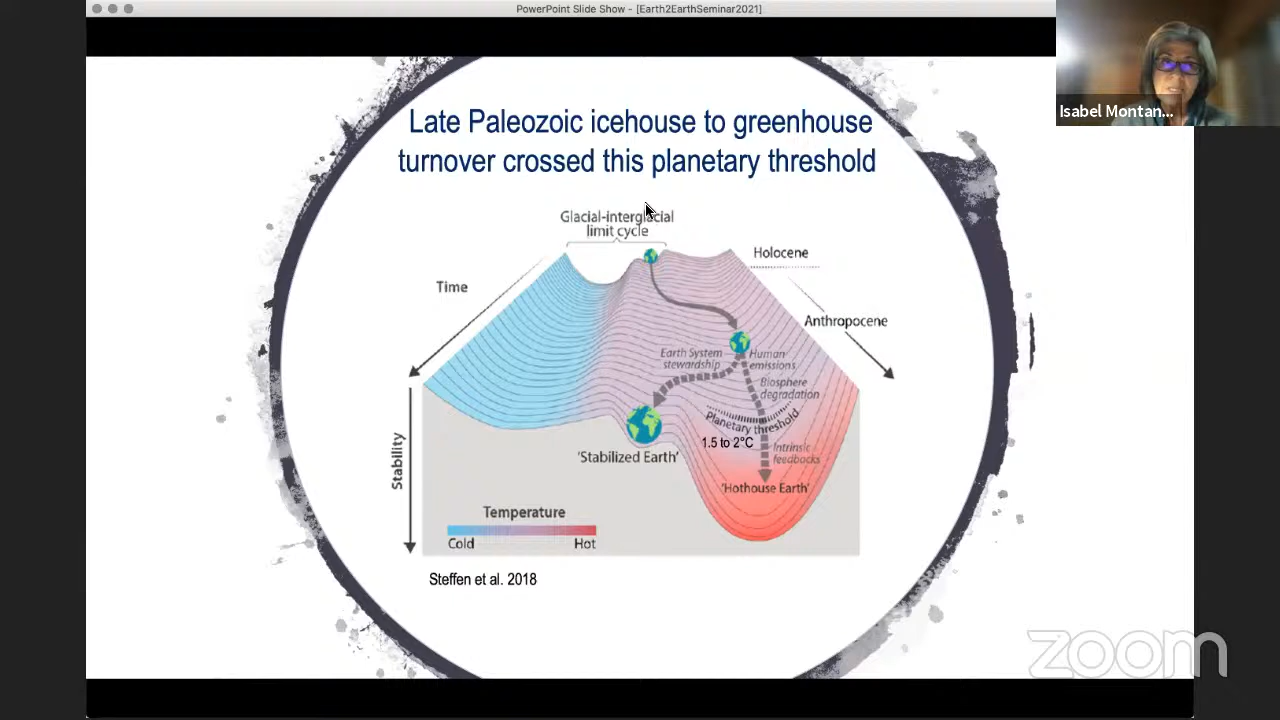 PowerPoint Slide Show - [Earth2EarthSeminar2021]
Isabel Montan...
Late Paleozoic icehouse to greenhouse
turnover crossed this planetary threshold
Glacial-interglacial
limit cycle
Holocene
Time
Anthropocene
Earth System
stewardship
Human
emissions
Biosphere
degradation
Planetary threshold
1.5 to 2°C
Intrinsic
feedbacks
Stability
'Stabilized Earth'
'Hothouse Earth'
Temperature
Cold
Hot
Steffen et al. 2018
zoom